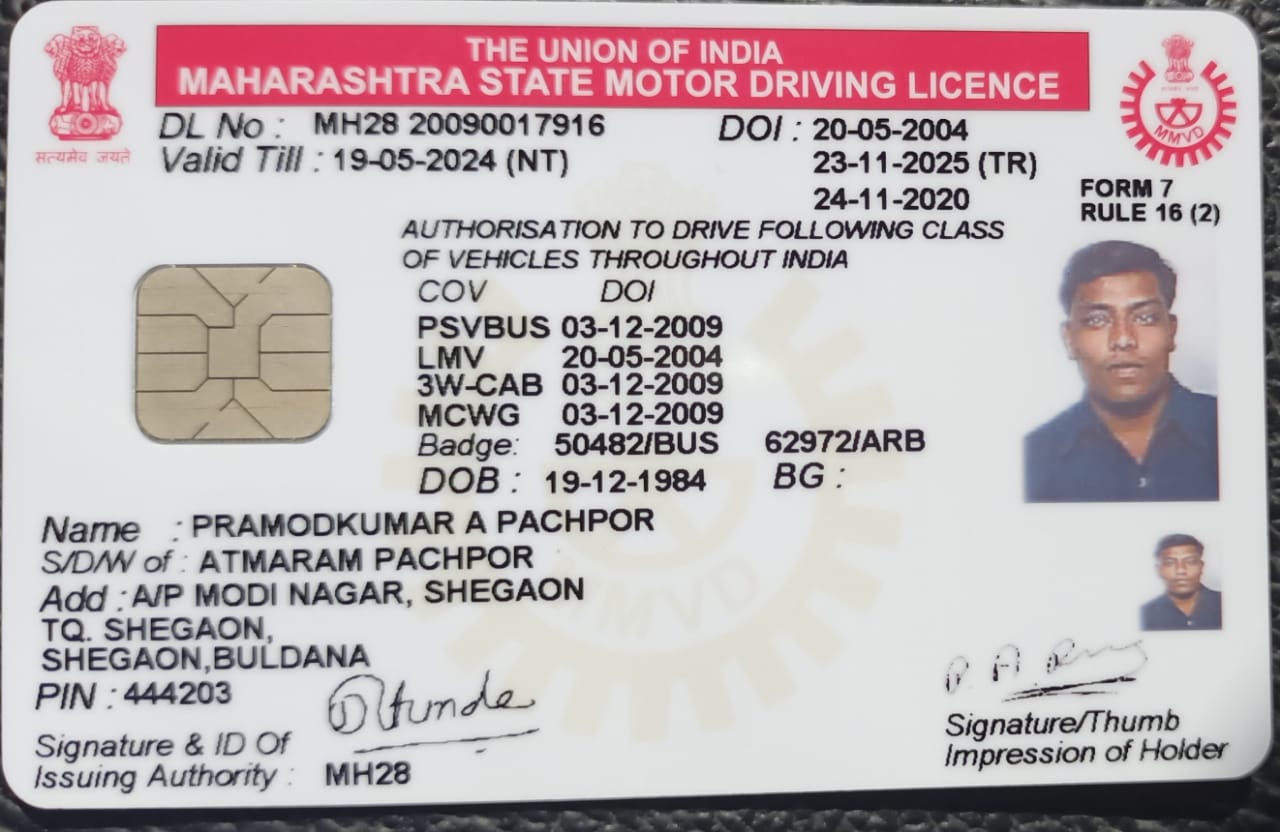 THE UNION OF INDIA
MAHARASHTRA STATE MOTOR DRIVING LICENCE
सत्यमेव जयते
MMVD
DL No : MH28 20090017916 DOI : 20-05-2004
Valid Till : 19-05-2024 (NT) 23-11-2025 (TR)
24-11-2020
FORM 7
RULE 16 (2)
AUTHORISATION TO DRIVE FOLLOWING CLASS
OF VEHICLES THROUGHOUT INDIA
COV DOI
PSVBUS 03-12-2009
LMV 20-05-2004
3W-CAB 03-12-2009
MCWG 03-12-2009
Badge: 50482/BUS 62972/ARB
DOB : 19-12-1984 BG :
Name : PRAMODKUMAR A PACHPOR
S/D/W of : ATMARAM PACHPOR
Add : A/P MODI NAGAR, SHEGAON
TQ. SHEGAON,
SHEGAON,BULDANA
PIN : 444203
MMVD
Signature & ID Of
Issuing Authority : MH28
P. A.
Signature/Thumb
Impression of Holder